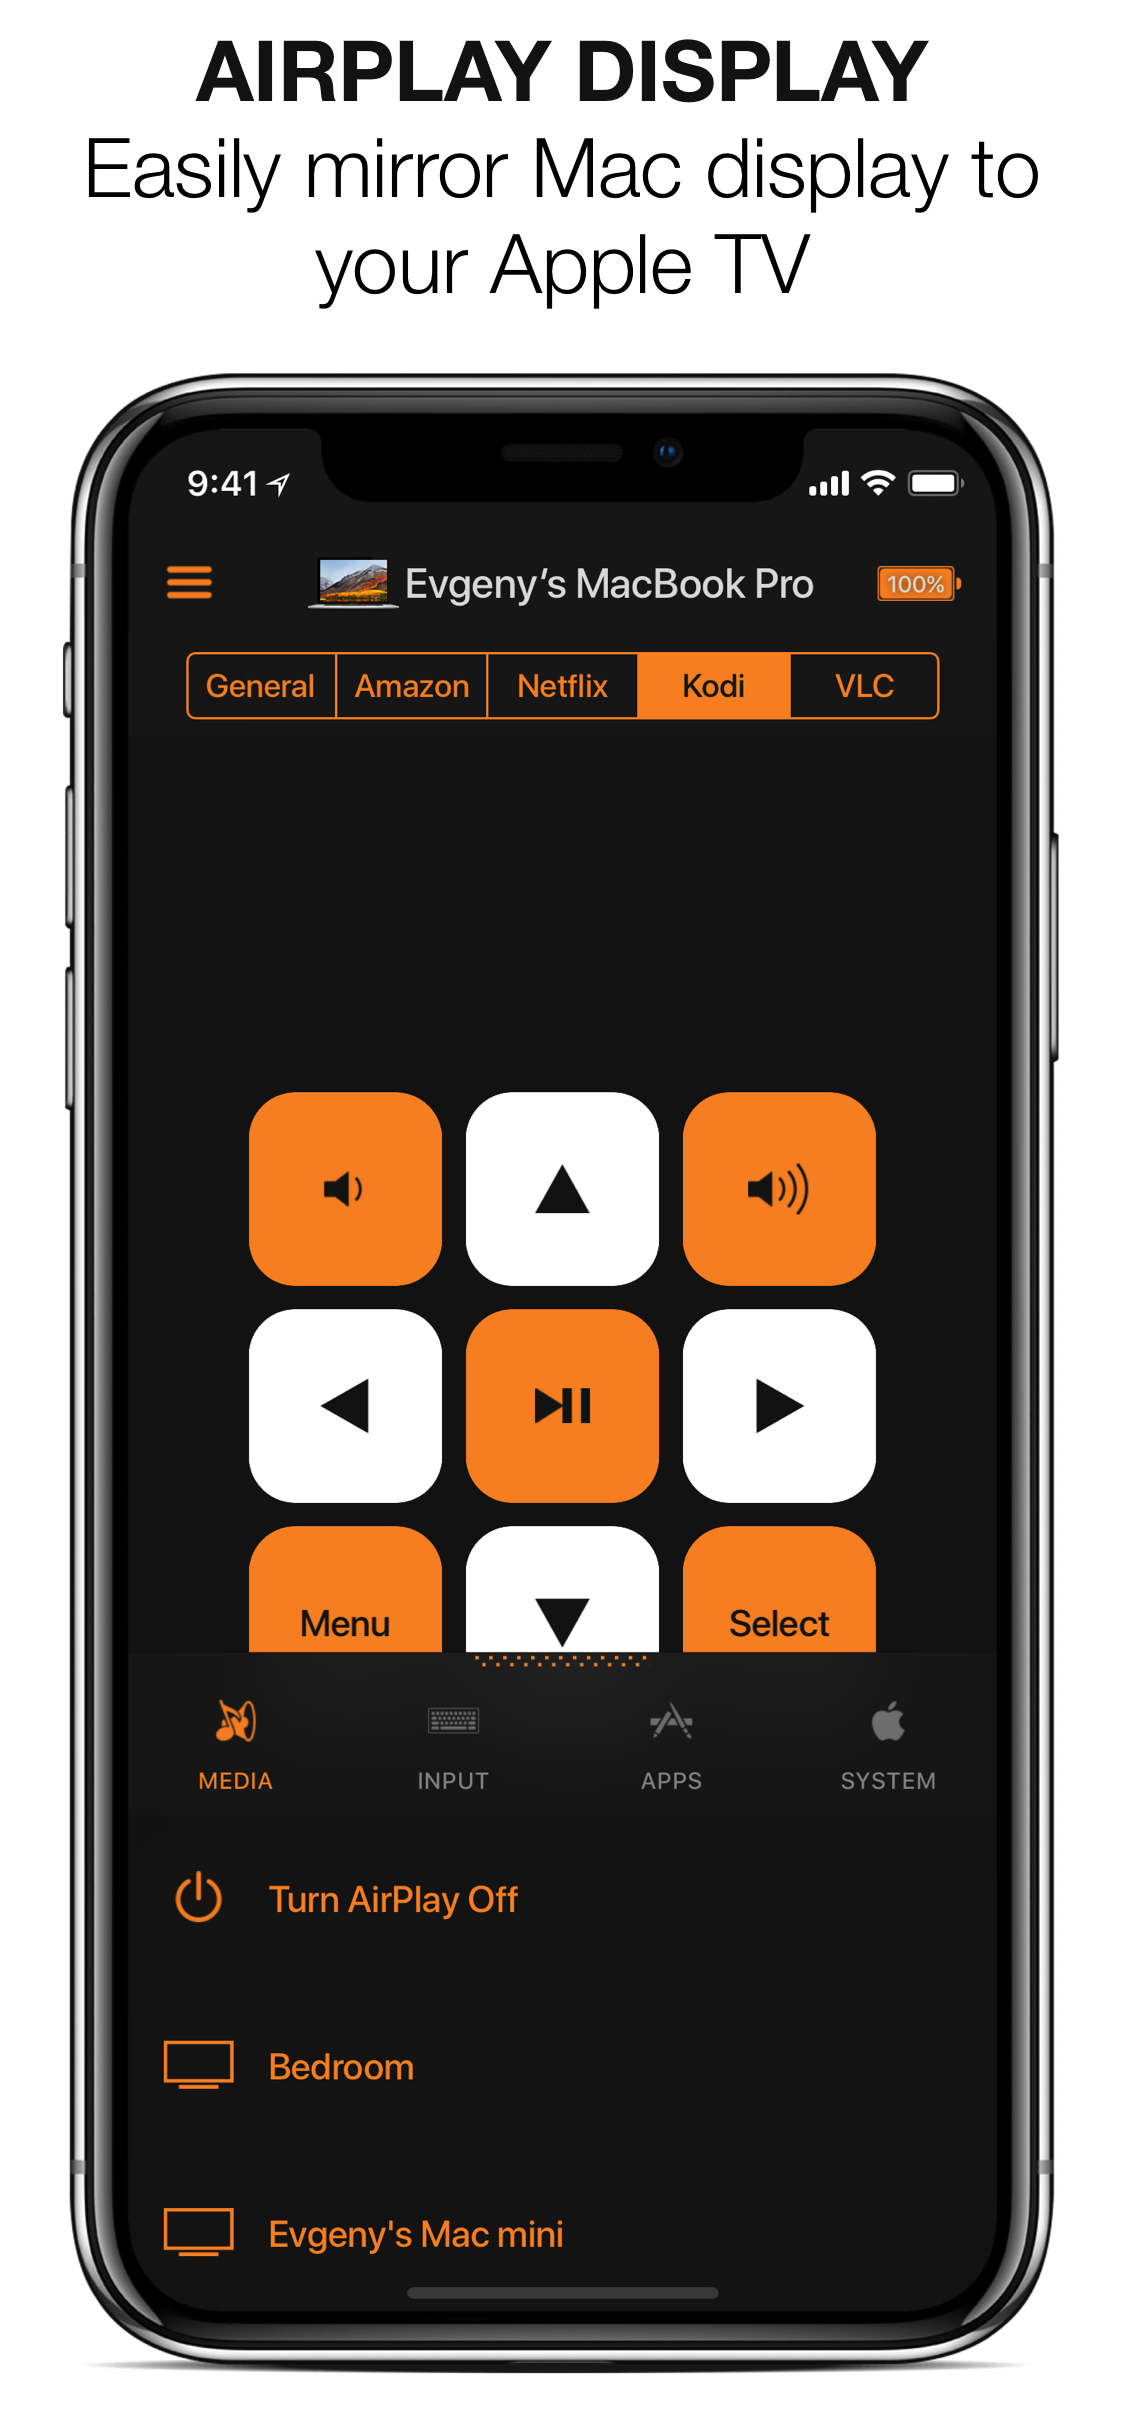 AIRPLAY DISPLAY
Easily mirror Mac display to
your Apple TV
9:41
Evgeny’s MacBook Pro 100%
General Amazon Netflix Kodi VLC
Menu Select
MEDIA INPUT APPS SYSTEM
Turn AirPlay Off
Bedroom
Evgeny's Mac mini